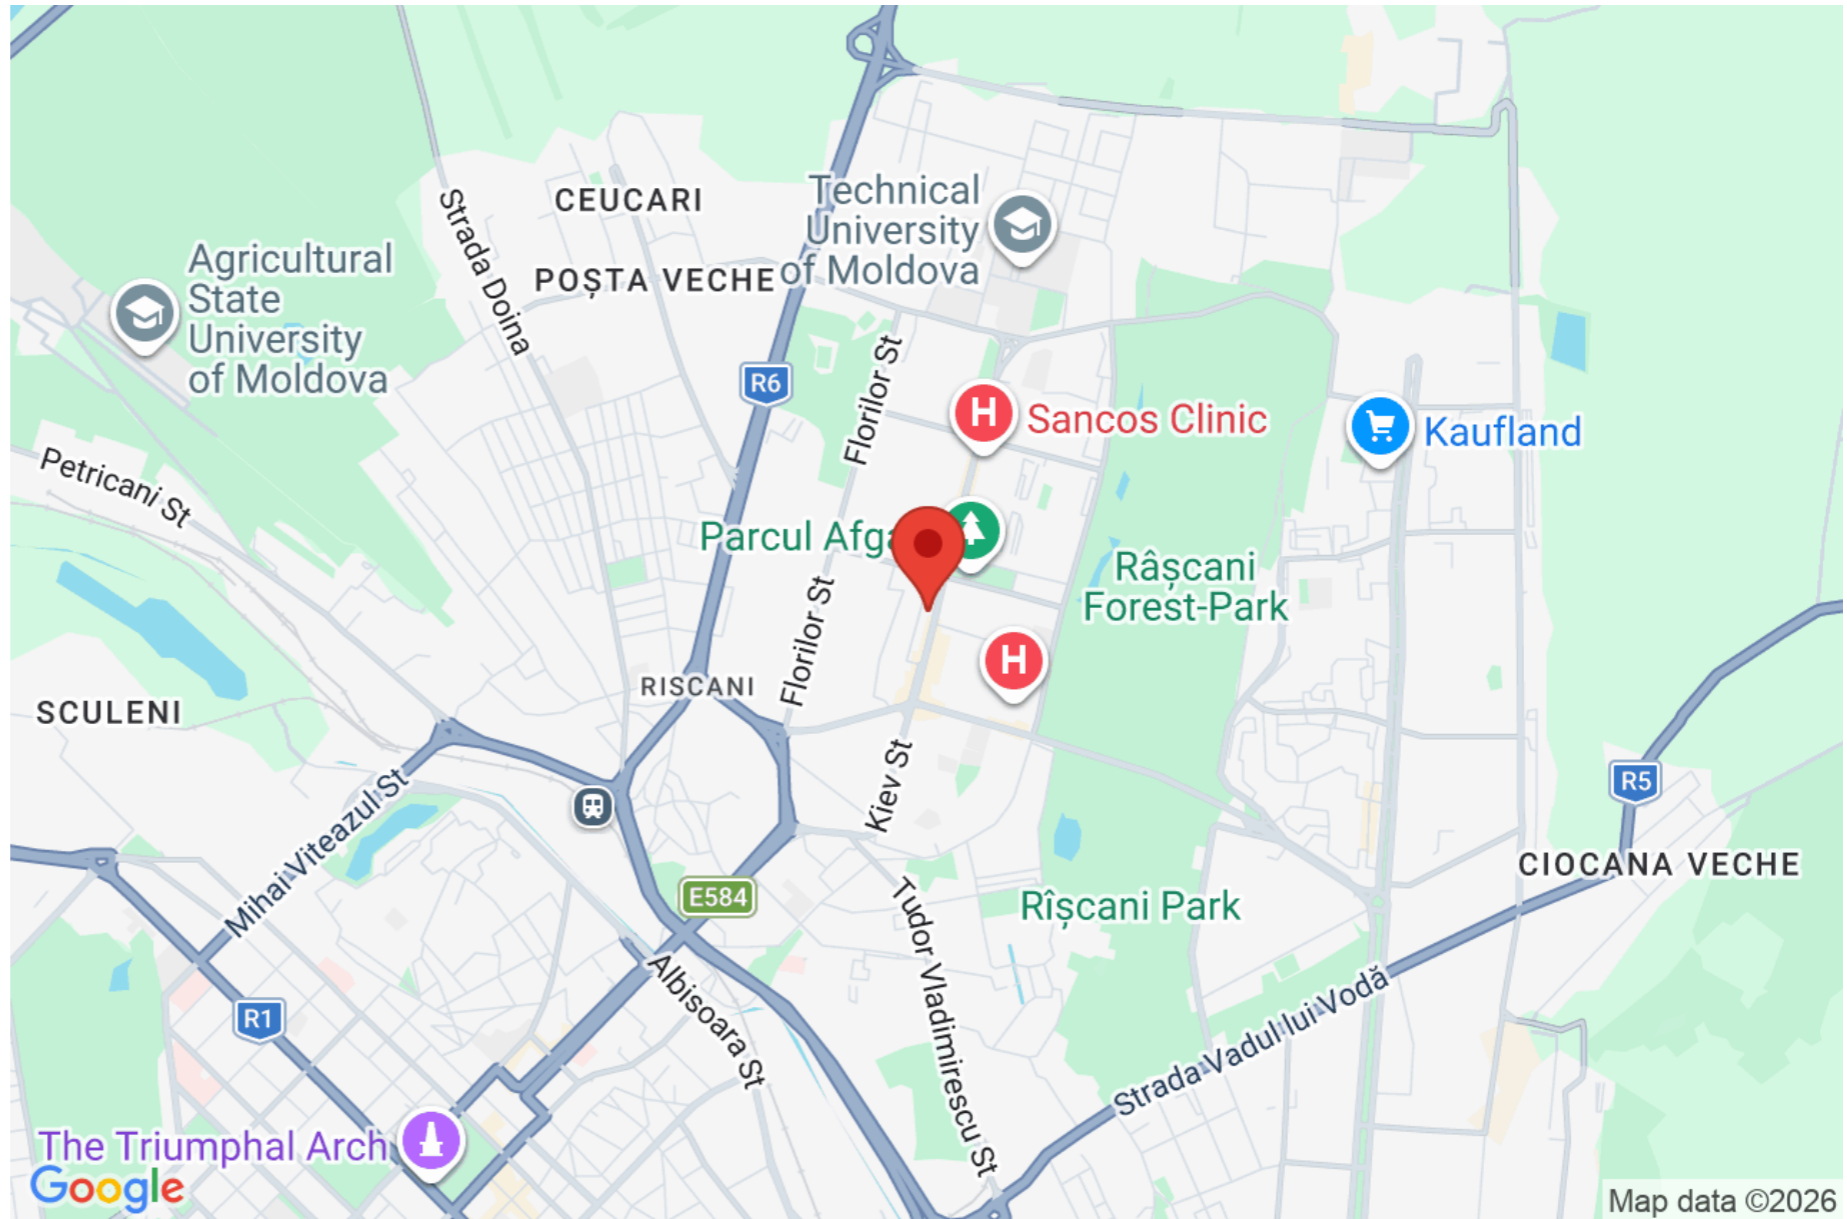 CEUCARI
Technical
University
of Moldova
Strada Doina
Agricultural
State
University
of Moldova
POȘTA VECHE
Florilor St
R6
H
Sancos Clinic
Kaufland
Petricani St
Parcul Afga
Râșcani
Forest-Park
Florilor St
H
RISCANI
SCULENI
Kiev St
R5
Mihai Viteazul St
CIOCANA VECHE
E584
Rîșcani Park
Tudor Vladimirescu St
Albisoara St
R1
Strada Vadul lui Vodă
The Triumphal Arch
Google
Map data ©2026